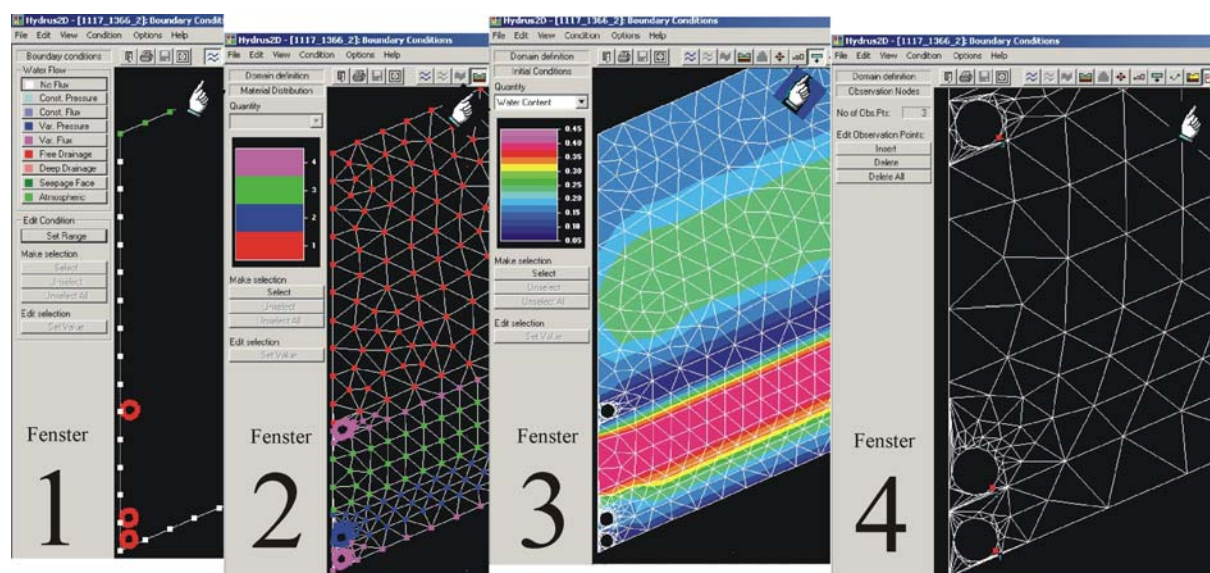 Hydrus2D - [1117_1366_2]: Boundary Condit
File Edit View Condition Options Help
Boundary conditions
Water Flow
No Flux
Const. Pressure
Const. Flux
Var. Pressure
Var. Flux
Free Drainage
Deep Drainage
Seepage Face
Atmospheric
Edit Condition
Set Range
Make selection
Select
Unselect
Unselect All
Edit selection
Set Value
Fenster
1
Hydrus2D - [1117_1366_2]: Boundary Conditions
File Edit View Condition Options Help
Domain definition
Material Distribution
Quantity
4
3
2
1
Make selection
Select
Unselect
Unselect All
Edit selection
Set Value
Fenster
2
Hydrus2D - [1117_1366_2]: Boundary Conditions
File Edit View Condition Options Help
Domain definition
Initial Conditions
Quantity
Water Content
0.45
0.40
0.35
0.30
0.25
0.20
0.15
0.10
0.05
Make selection
Select
Unselect
Unselect All
Edit selection
Set Value
Fenster
3
Hydrus2D - [1117_1366_2]: Boundary Conditions
File Edit View Condition Options Help
Domain definition
Observation Nodes
No of Obs.Pts: 3
Edit Observation Points:
Insert
Delete
Delete All
Fenster
4